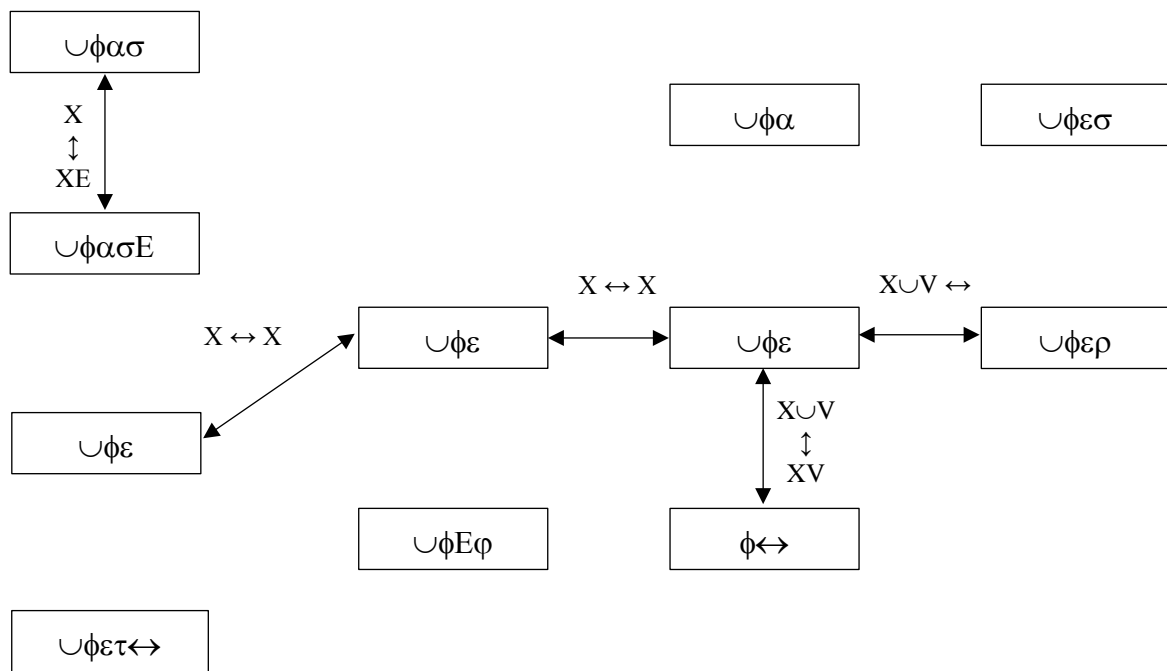 ∪ϕασ
X
↕
XE
∪ϕα
∪ϕεσ
∪ϕασE
X ↔ X
X∪V ↔
X ↔ X
∪ϕε
∪ϕε
∪ϕερ
∪ϕε
X∪V
↕
XV
∪ϕEφ
ϕ↔
∪ϕετ↔